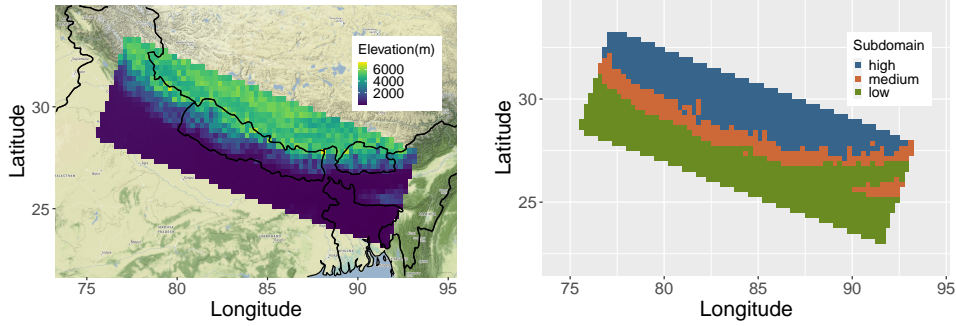 Elevation(m)
6000
4000
2000
Latitude
30
25
75
80
85
90
95
Longitude
Subdomain
high
medium
low
Latitude
30
25
75
80
85
90
95
Longitude